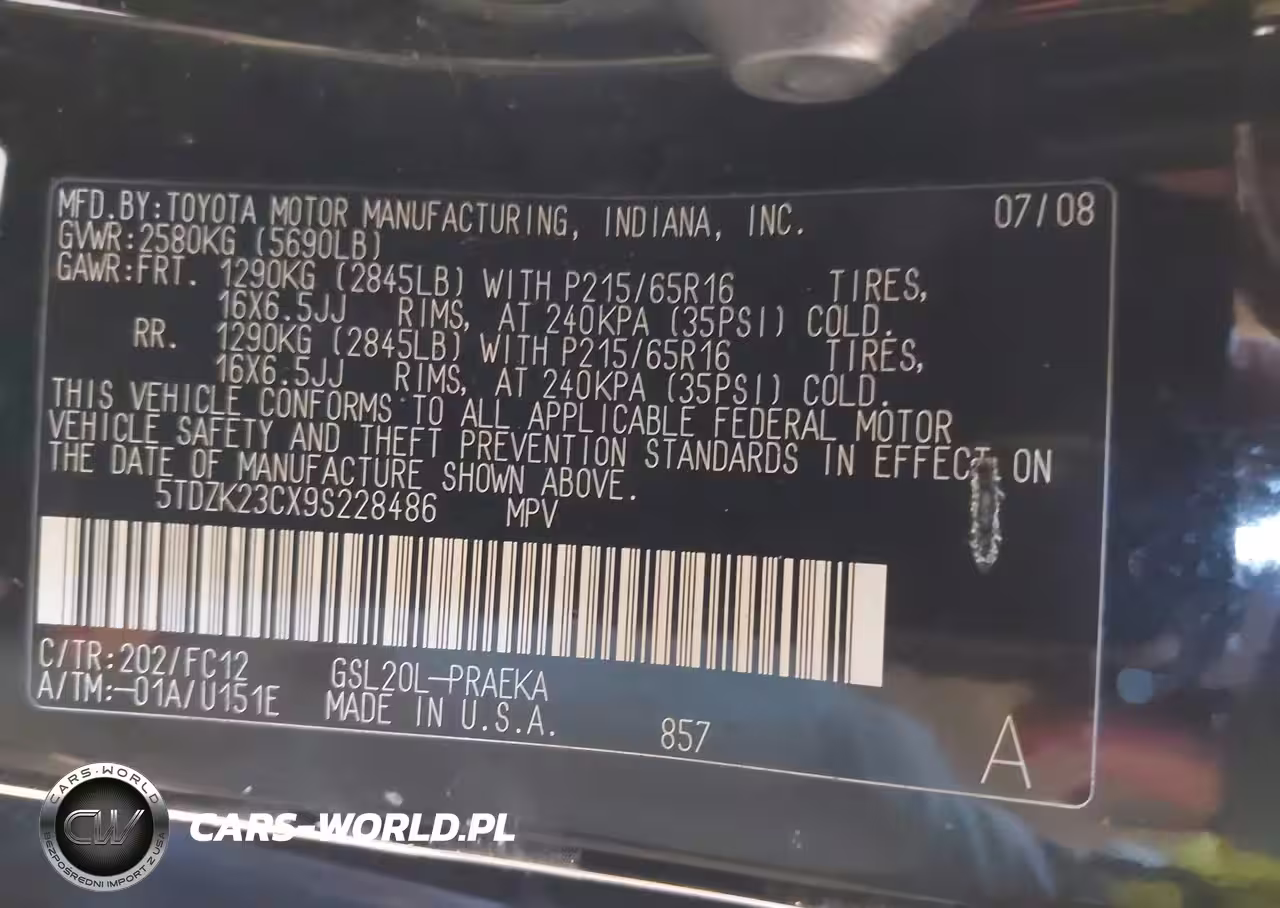 MFD.BY:TOYOTA MOTOR MANUFACTURING, INDIANA, INC. 07/08
GVWR:2580KG (5690LB)
GAWR:FRT. 1290KG (2845LB) WITH P215/65R16 TIRES,
16X6.5JJ RIMS, AT 240KPA (35PSI) COLD.
RR. 1290KG (2845LB) WITH P215/65R16 TIRES,
16X6.5JJ RIMS, AT 240KPA (35PSI) COLD.
THIS VEHICLE CONFORMS TO ALL APPLICABLE FEDERAL MOTOR
VEHICLE SAFETY AND THEFT PREVENTION STANDARDS IN EFFECT ON
THE DATE OF MANUFACTURE SHOWN ABOVE.
5TDZK23CX9S228486 MPV
C/TR:202/FC12 GSL20L-PRAEKA
A/TM:-01A/U151E MADE IN U.S.A. 857 A
CARS-WORLD
CW
BEZPOŚREDNI IMPORT Z USA
CARS-WORLD.PL